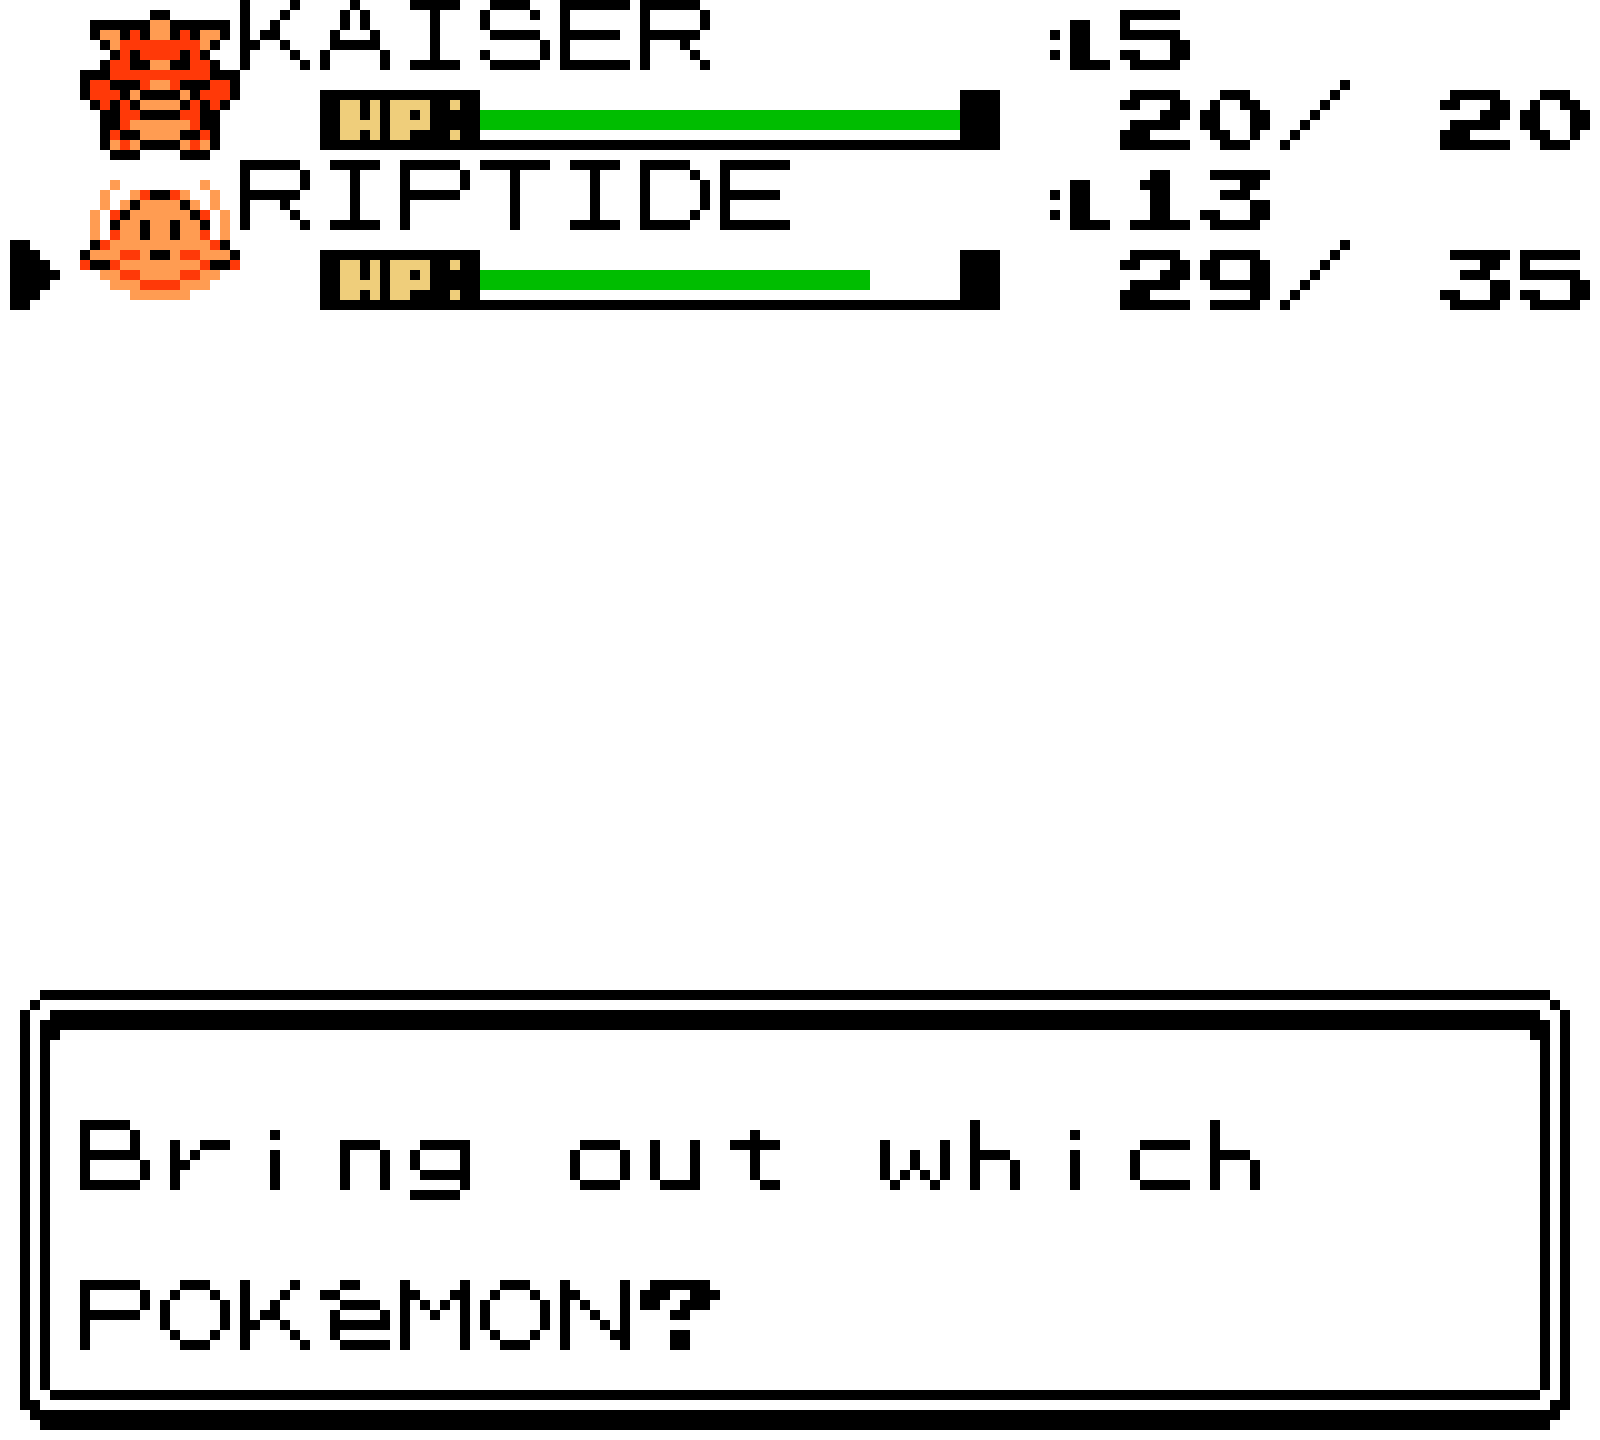 KAISER :L5
HP: 20/ 20
RIPTIDE :L13
HP: 29/ 35
Bring out which
POKéMON?